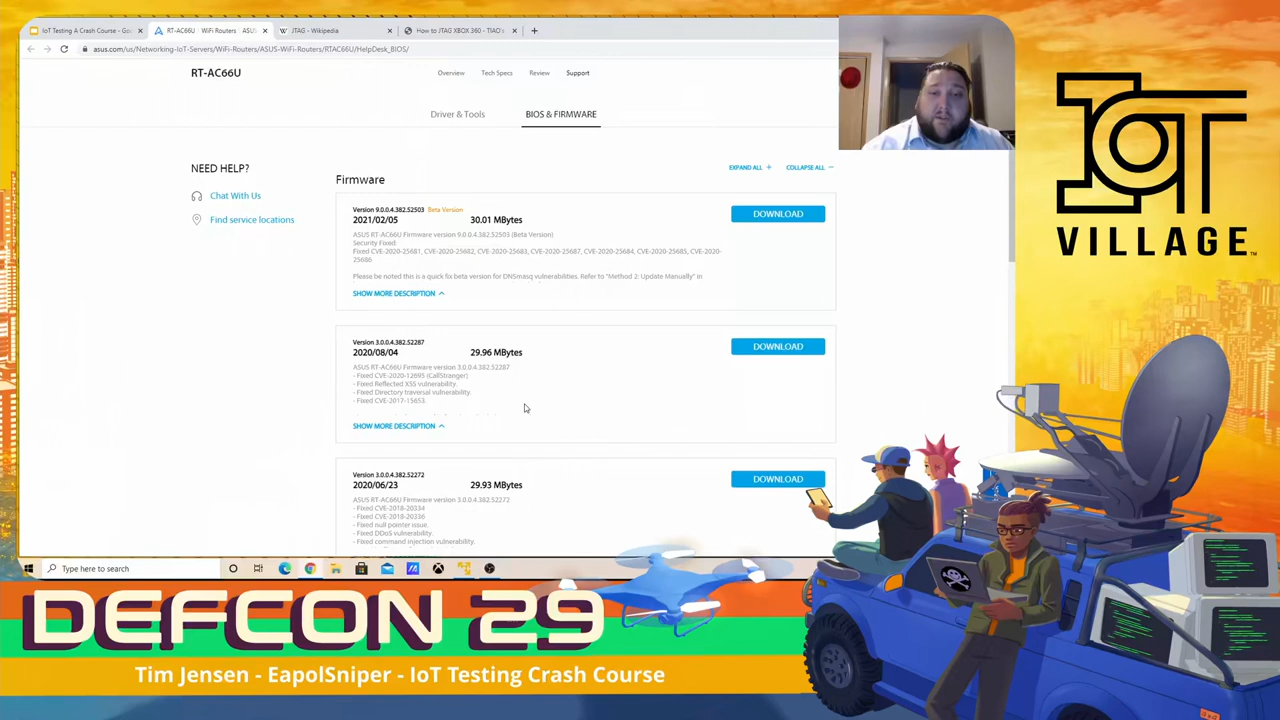 IoT Testing A Crash Course - Goo
RT-AC66U | WiFi Routers | ASUS
JTAG - Wikipedia
How to JTAG XBOX 360 - TIAO's
asus.com/us/Networking-IoT-Servers/WiFi-Routers/ASUS-WiFi-Routers/RTAC66U/HelpDesk_BIOS/
RT-AC66U
Overview
Tech Specs
Review
Support
Driver & Tools
BIOS & FIRMWARE
NEED HELP?
Chat With Us
Find service locations
EXPAND ALL +
COLLAPSE ALL −
Firmware
Version 9.0.0.4.382.52503 Beta Version
2021/02/05 30.01 MBytes
DOWNLOAD
ASUS RT-AC66U Firmware version 9.0.0.4.382.52503 (Beta Version)
Security Fixed:
Fixed CVE-2020-25681, CVE-2020-25682, CVE-2020-25683, CVE-2020-25687, CVE-2020-25684, CVE-2020-25685, CVE-2020-
25686
Please be noted this is a quick fix beta version for DNSmasq vulnerabilities. Refer to "Method 2: Update Manually" in
SHOW MORE DESCRIPTION
Version 3.0.0.4.382.52287
2020/08/04 29.96 MBytes
DOWNLOAD
ASUS RT-AC66U Firmware version 3.0.0.4.382.52287
- Fixed CVE-2020-12695 (CallStranger)
- Fixed Reflected XSS vulnerability.
- Fixed Directory traversal vulnerability.
- Fixed CVE-2017-15653.
SHOW MORE DESCRIPTION
Version 3.0.0.4.382.52272
2020/06/23 29.93 MBytes
DOWNLOAD
ASUS RT-AC66U Firmware version 3.0.0.4.382.52272
- Fixed CVE-2018-20334
- Fixed CVE-2018-20336
- Fixed null pointer issue.
- Fixed DDoS vulnerability.
- Fixed command injection vulnerability.
Type here to search
IOT
VILLAGE™
DEFCON 29
Tim Jensen - EapolSniper - IoT Testing Crash Course